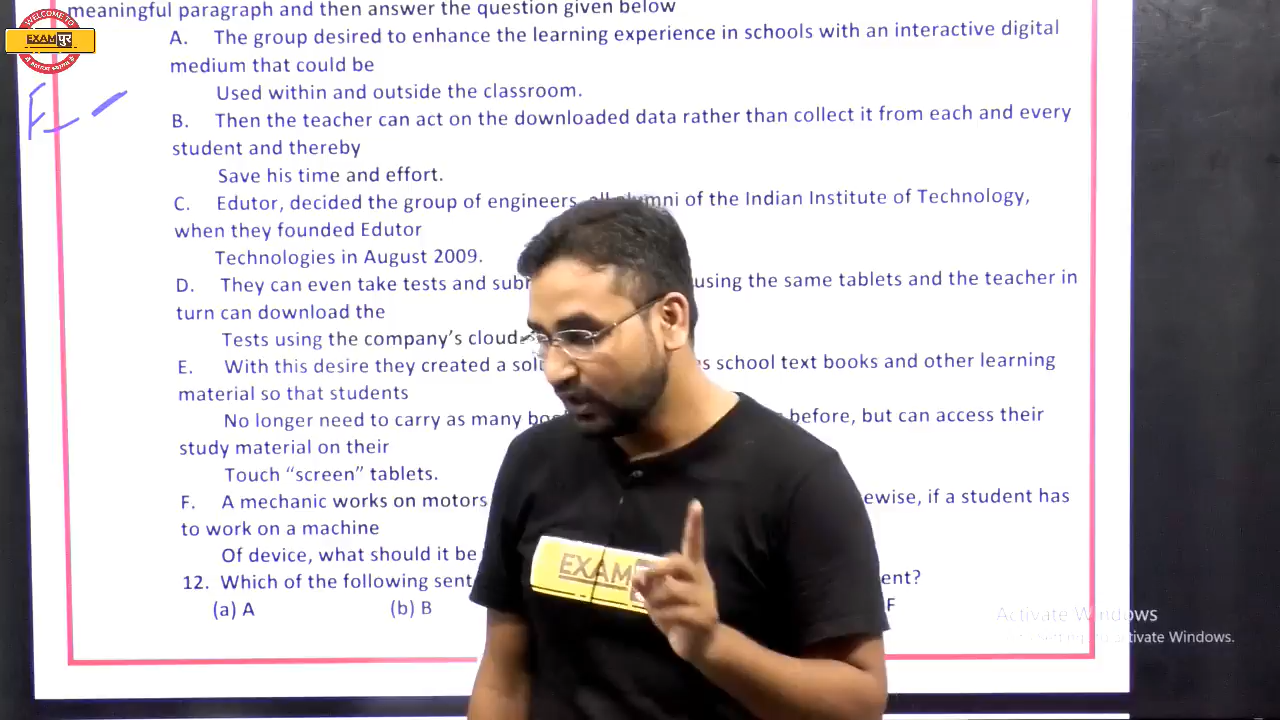 WELCOME TO
EXAM पुर
meaningful paragraph and then answer the question given below
A. The group desired to enhance the learning experience in schools with an interactive digital
medium that could be
Used within and outside the classroom.
F -
B. Then the teacher can act on the downloaded data rather than collect it from each and every
student and thereby
Save his time and effort.
C. Edutor, decided the group of engineers, all alumni of the Indian Institute of Technology,
when they founded Edutor
Technologies in August 2009.
D. They can even take tests and using the same tablets and the teacher in
turn can download the
Tests using the company's cloud
E. With this desire they created a school text books and other learning
material so that students
No longer need to carry as many before, but can access their
study material on their
Touch "screen" tablets.
F. A mechanic works on motors if a student has
to work on a machine
Of device, what should it be
12. Which of the following
(a) A (b) B F
EXAM
Activate Windows
activate Windows.